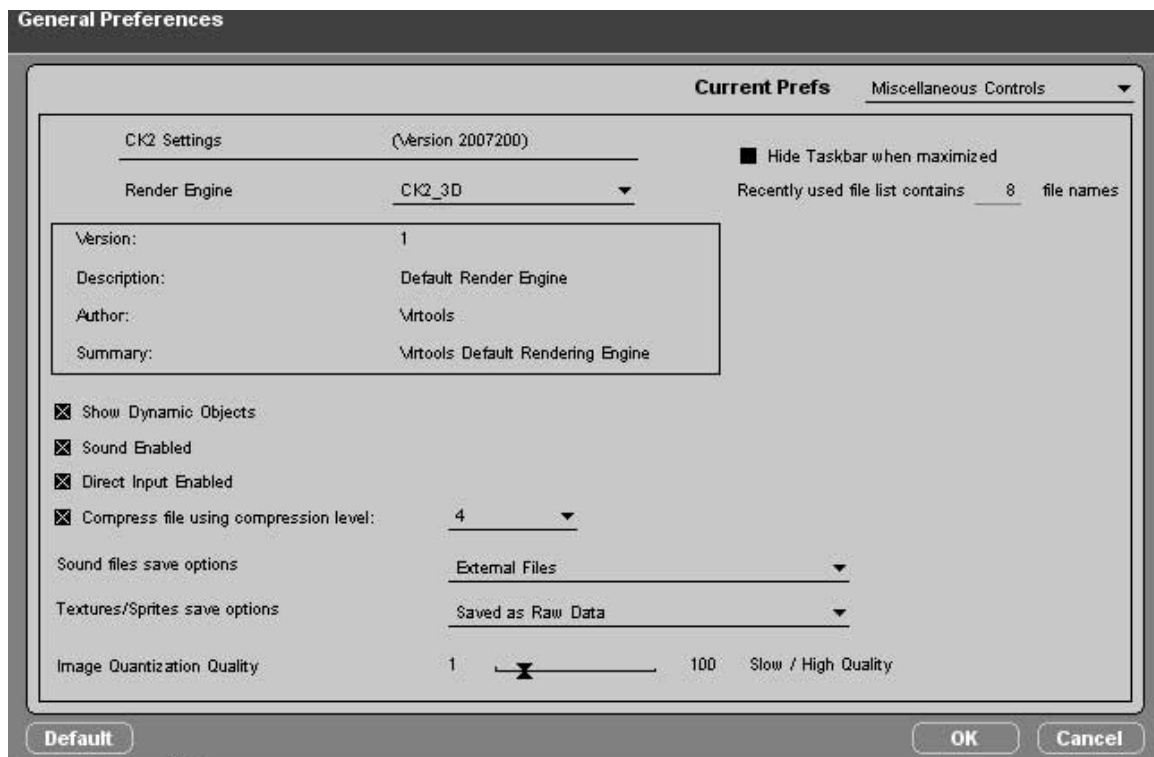 General Preferences
Current Prefs Miscellaneous Controls
CK2 Settings (Version 2007200)
Hide Taskbar when maximized
Render Engine CK2_3D
Recently used file list contains 8 file names
Version: 1
Description: Default Render Engine
Author: Virtools
Summary: Virtools Default Rendering Engine
Show Dynamic Objects
Sound Enabled
Direct Input Enabled
Compress file using compression level: 4
Sound files save options External Files
Textures/Sprites save options Saved as Raw Data
Image Quantization Quality 1 100 Slow / High Quality
Default OK Cancel